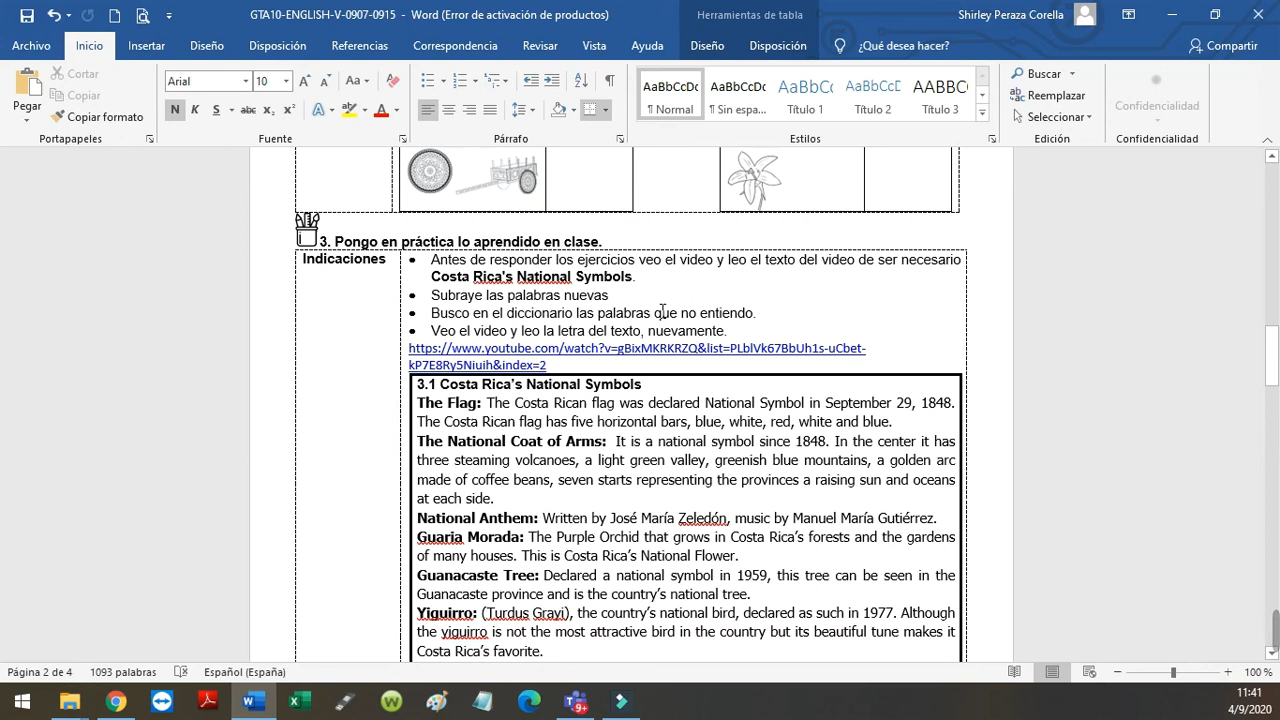 GTA10-ENGLISH-V-0907-0915 - Word (Error de activación de productos)
Herramientas de tabla
Shirley Peraza Corella
Archivo Inicio Insertar Diseño Disposición Referencias Correspondencia Revisar Vista Ayuda Diseño Disposición ¿Qué desea hacer? Compartir
Pegar
Cortar
Copiar
Copiar formato
Portapapeles
Arial 10
N K S abc x₂ x²
Fuente
Párrafo
AaBbCcDc AaBbCcDc AaBbC AaBbCcD AaBbC
¶ Normal ¶ Sin espa... Título 1 Título 2 Título 3
Estilos
Buscar
Reemplazar
Seleccionar
Edición
Confidencialidad
Confidencialidad
3. Pongo en práctica lo aprendido en clase.
Indicaciones
• Antes de responder los ejercicios veo el video y leo el texto del video de ser necesario
Costa Rica's National Symbols.
• Subraye las palabras nuevas
• Busco en el diccionario las palabras que no entiendo.
• Veo el video y leo la letra del texto, nuevamente.
https://www.youtube.com/watch?v=gBixMKRKRZQ&list=PLblVk67BbUh1s-uCbet-
kP7E8Ry5Niuih&index=2
3.1 Costa Rica's National Symbols
The Flag: The Costa Rican flag was declared National Symbol in September 29, 1848.
The Costa Rican flag has five horizontal bars, blue, white, red, white and blue.
The National Coat of Arms: It is a national symbol since 1848. In the center it has
three steaming volcanoes, a light green valley, greenish blue mountains, a golden arc
made of coffee beans, seven starts representing the provinces a raising sun and oceans
at each side.
National Anthem: Written by José María Zeledón, music by Manuel María Gutiérrez.
Guaria Morada: The Purple Orchid that grows in Costa Rica's forests and the gardens
of many houses. This is Costa Rica's National Flower.
Guanacaste Tree: Declared a national symbol in 1959, this tree can be seen in the
Guanacaste province and is the country's national tree.
Yiguirro: (Turdus Grayi), the country's national bird, declared as such in 1977. Although
the yiguirro is not the most attractive bird in the country but its beautiful tune makes it
Costa Rica's favorite.
Página 2 de 4 1093 palabras Español (España) 100 %
11:41
4/9/2020